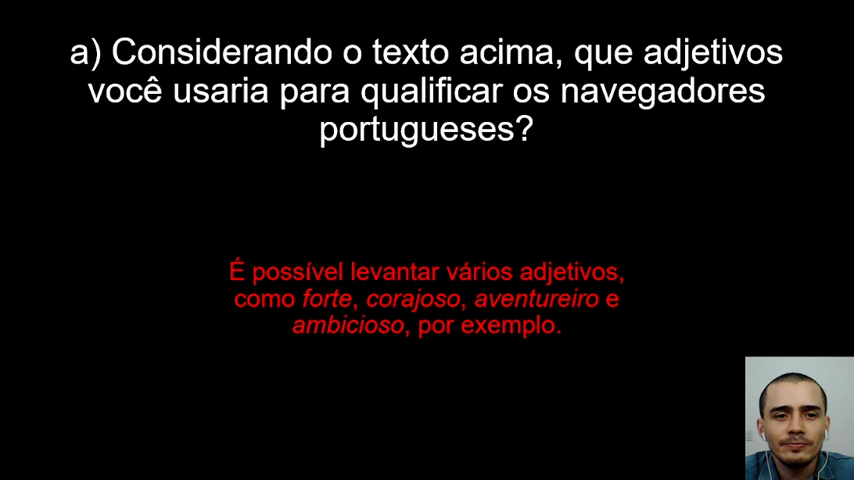 a) Considerando o texto acima, que adjetivos
você usaria para qualificar os navegadores
portugueses?
É possível levantar vários adjetivos,
como forte, corajoso, aventureiro e
ambicioso, por exemplo.